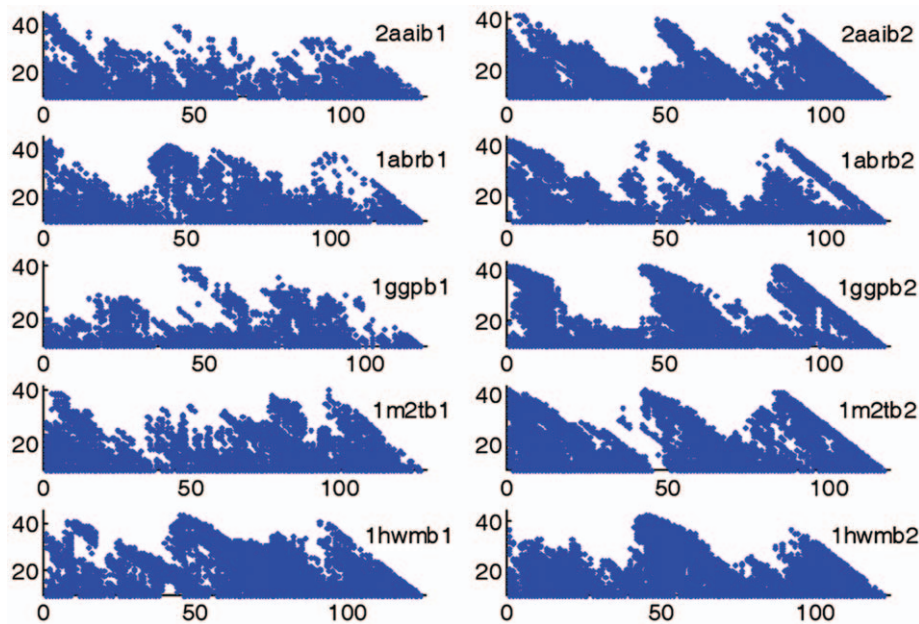 40 2aaib1
20
0 50 100
40 2aaib2
20
0 50 100
40 1abrb1
20
0 50 100
40 1abrb2
20
0 50 100
40 1ggpb1
20
0 50 100
40 1ggpb2
20
0 50 100
40 1m2tb1
20
0 50 100
40 1m2tb2
20
0 50 100
40 1hwmb1
20
0 50 100
40 1hwmb2
20
0 50 100